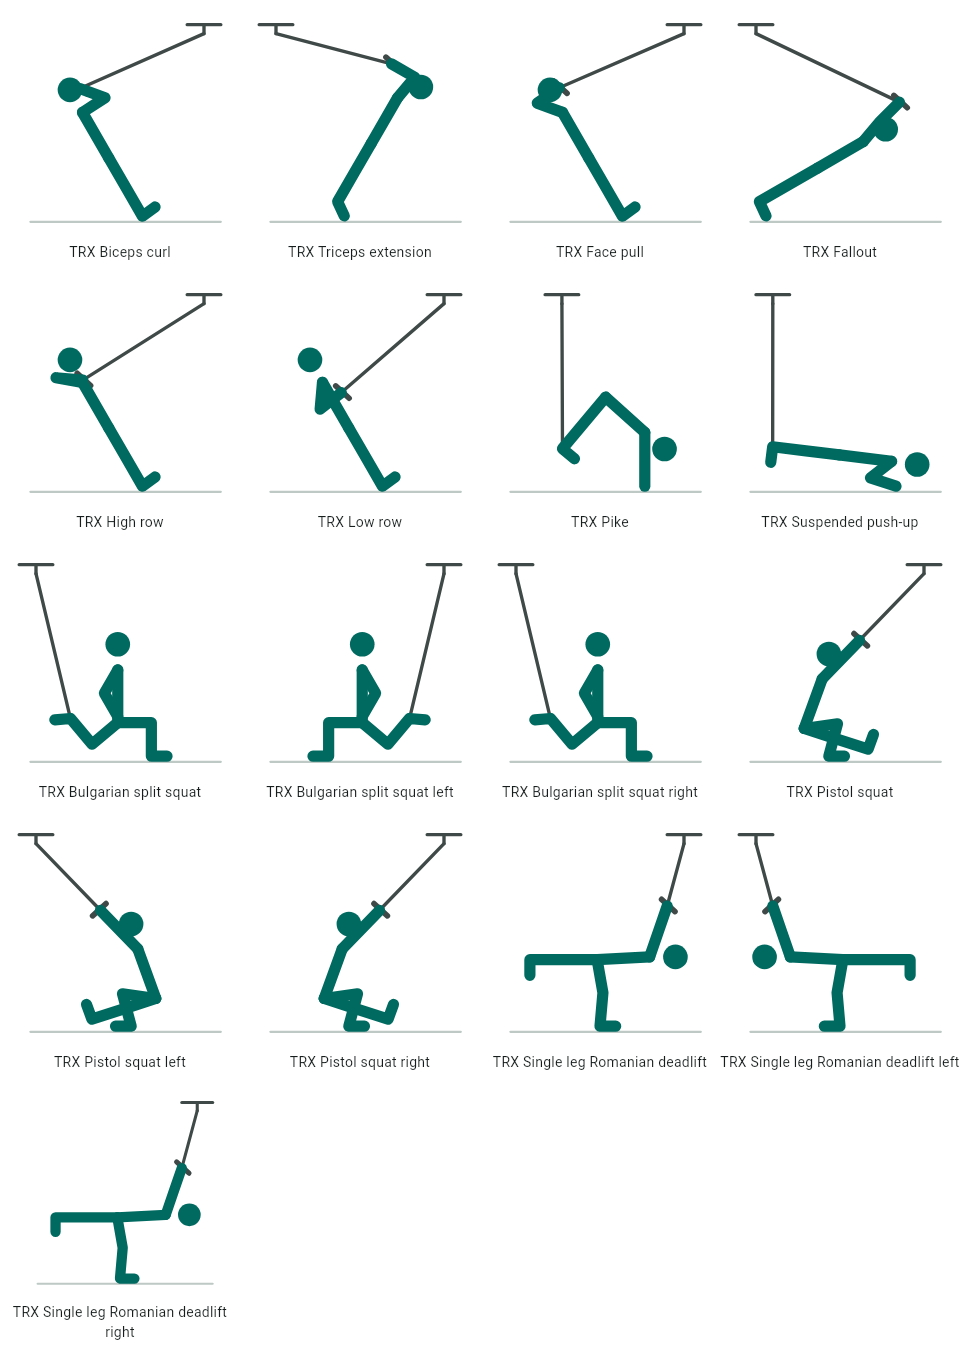 TRX Biceps curl
TRX Triceps extension
TRX Face pull
TRX Fallout
TRX High row
TRX Low row
TRX Pike
TRX Suspended push-up
TRX Bulgarian split squat
TRX Bulgarian split squat left
TRX Bulgarian split squat right
TRX Pistol squat
TRX Pistol squat left
TRX Pistol squat right
TRX Single leg Romanian deadlift
TRX Single leg Romanian deadlift left
TRX Single leg Romanian deadlift
right